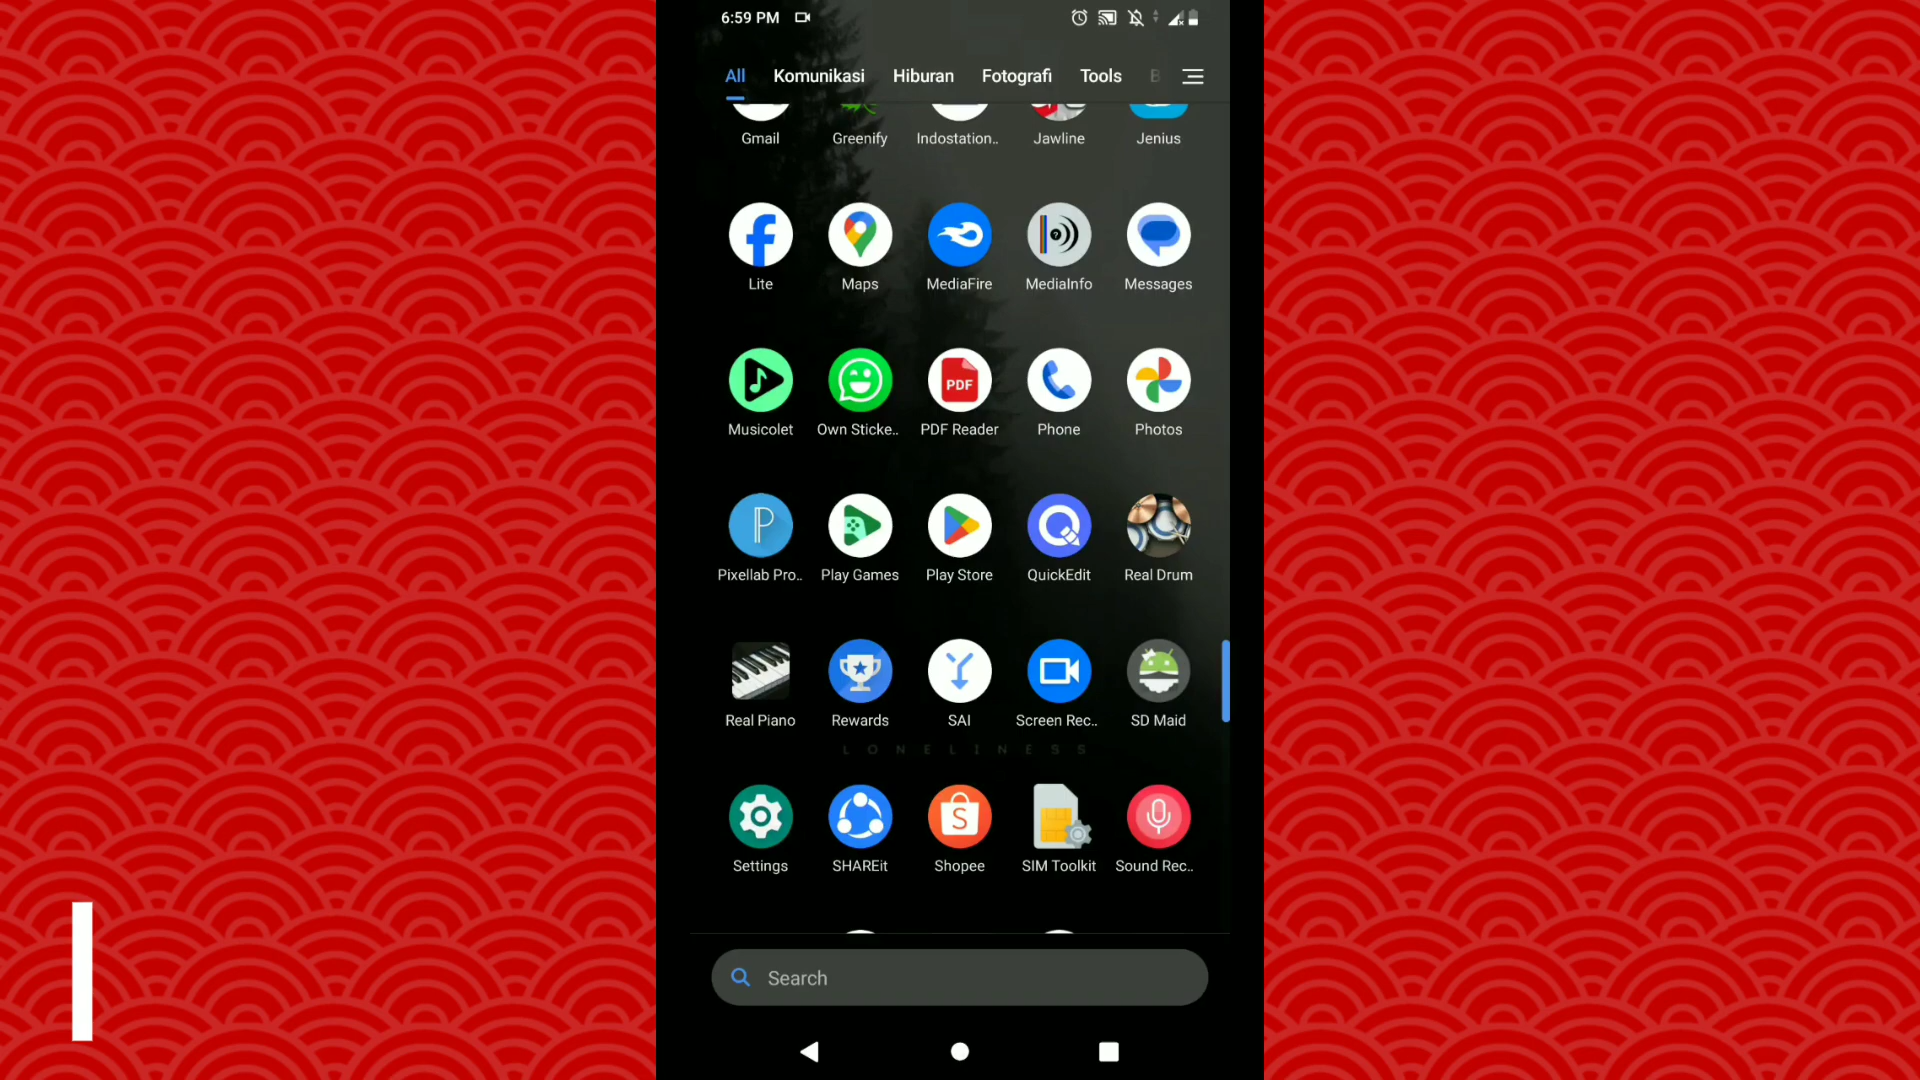 6:59 PM
All Komunikasi Hiburan Fotografi Tools B
Gmail Greenify Indostation.. Jawline Jenius
Lite Maps MediaFire MediaInfo Messages
PDF
Musicolet Own Sticke.. PDF Reader Phone Photos
Pixellab Pro.. Play Games Play Store QuickEdit Real Drum
Real Piano Rewards SAI Screen Rec.. SD Maid
LONELINESS
Settings SHAREit Shopee SIM Toolkit Sound Rec..
Search